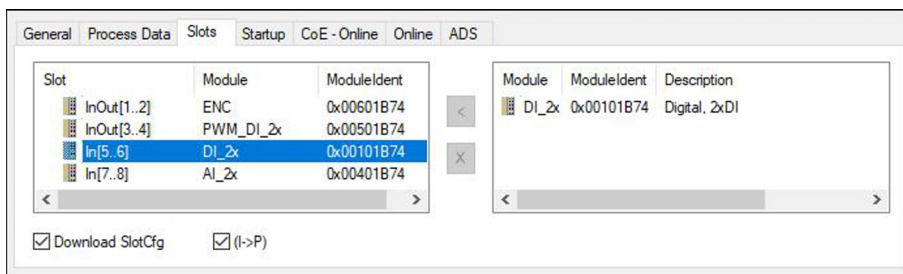 General Process Data Slots Startup CoE - Online Online ADS
Slot Module ModuleIdent
InOut[1..2] ENC 0x00601B74
InOut[3..4] PWM_DI_2x 0x00501B74
In[5..6] DI_2x 0x00101B74
In[7..8] AI_2x 0x00401B74
<
X
Module ModuleIdent Description
DI_2x 0x00101B74 Digital, 2xDI
Download SlotCfg (I->P)